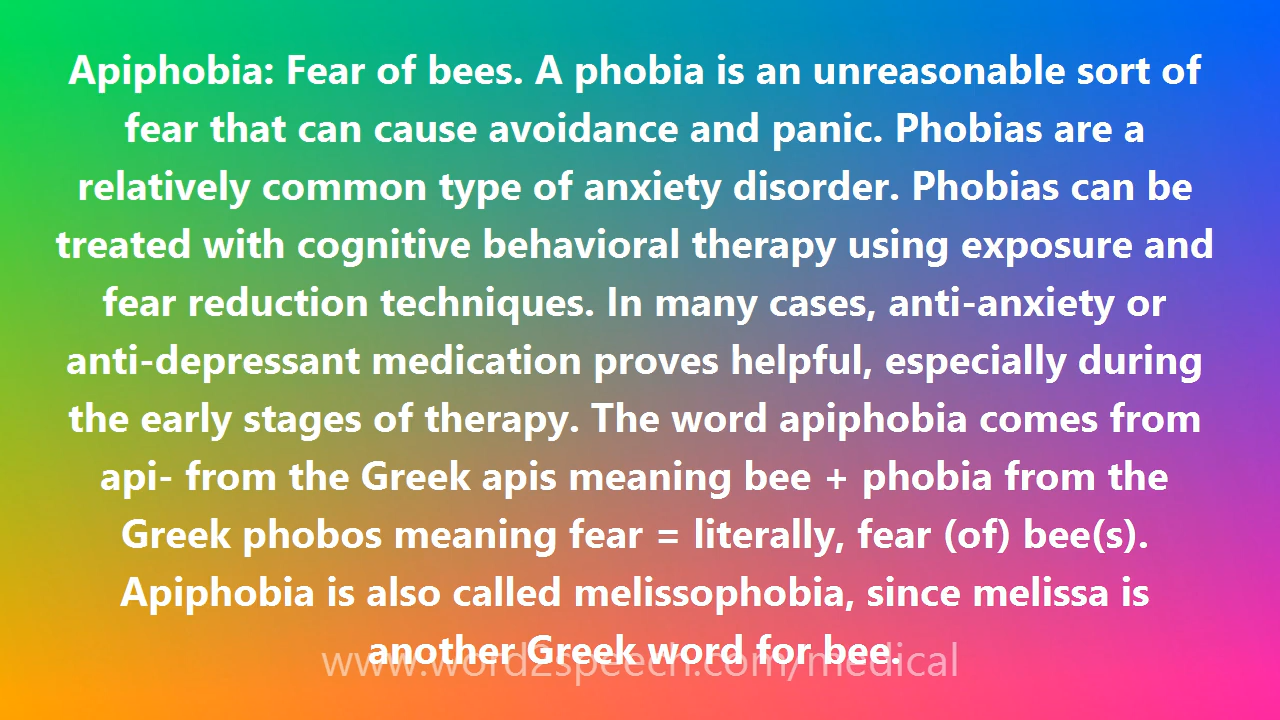 Apiphobia: Fear of bees. A phobia is an unreasonable sort of
fear that can cause avoidance and panic. Phobias are a
relatively common type of anxiety disorder. Phobias can be
treated with cognitive behavioral therapy using exposure and
fear reduction techniques. In many cases, anti-anxiety or
anti-depressant medication proves helpful, especially during
the early stages of therapy. The word apiphobia comes from
api- from the Greek apis meaning bee + phobia from the
Greek phobos meaning fear = literally, fear (of) bee(s).
Apiphobia is also called melissophobia, since melissa is
another Greek word for bee.
www.word2speech.com/medical